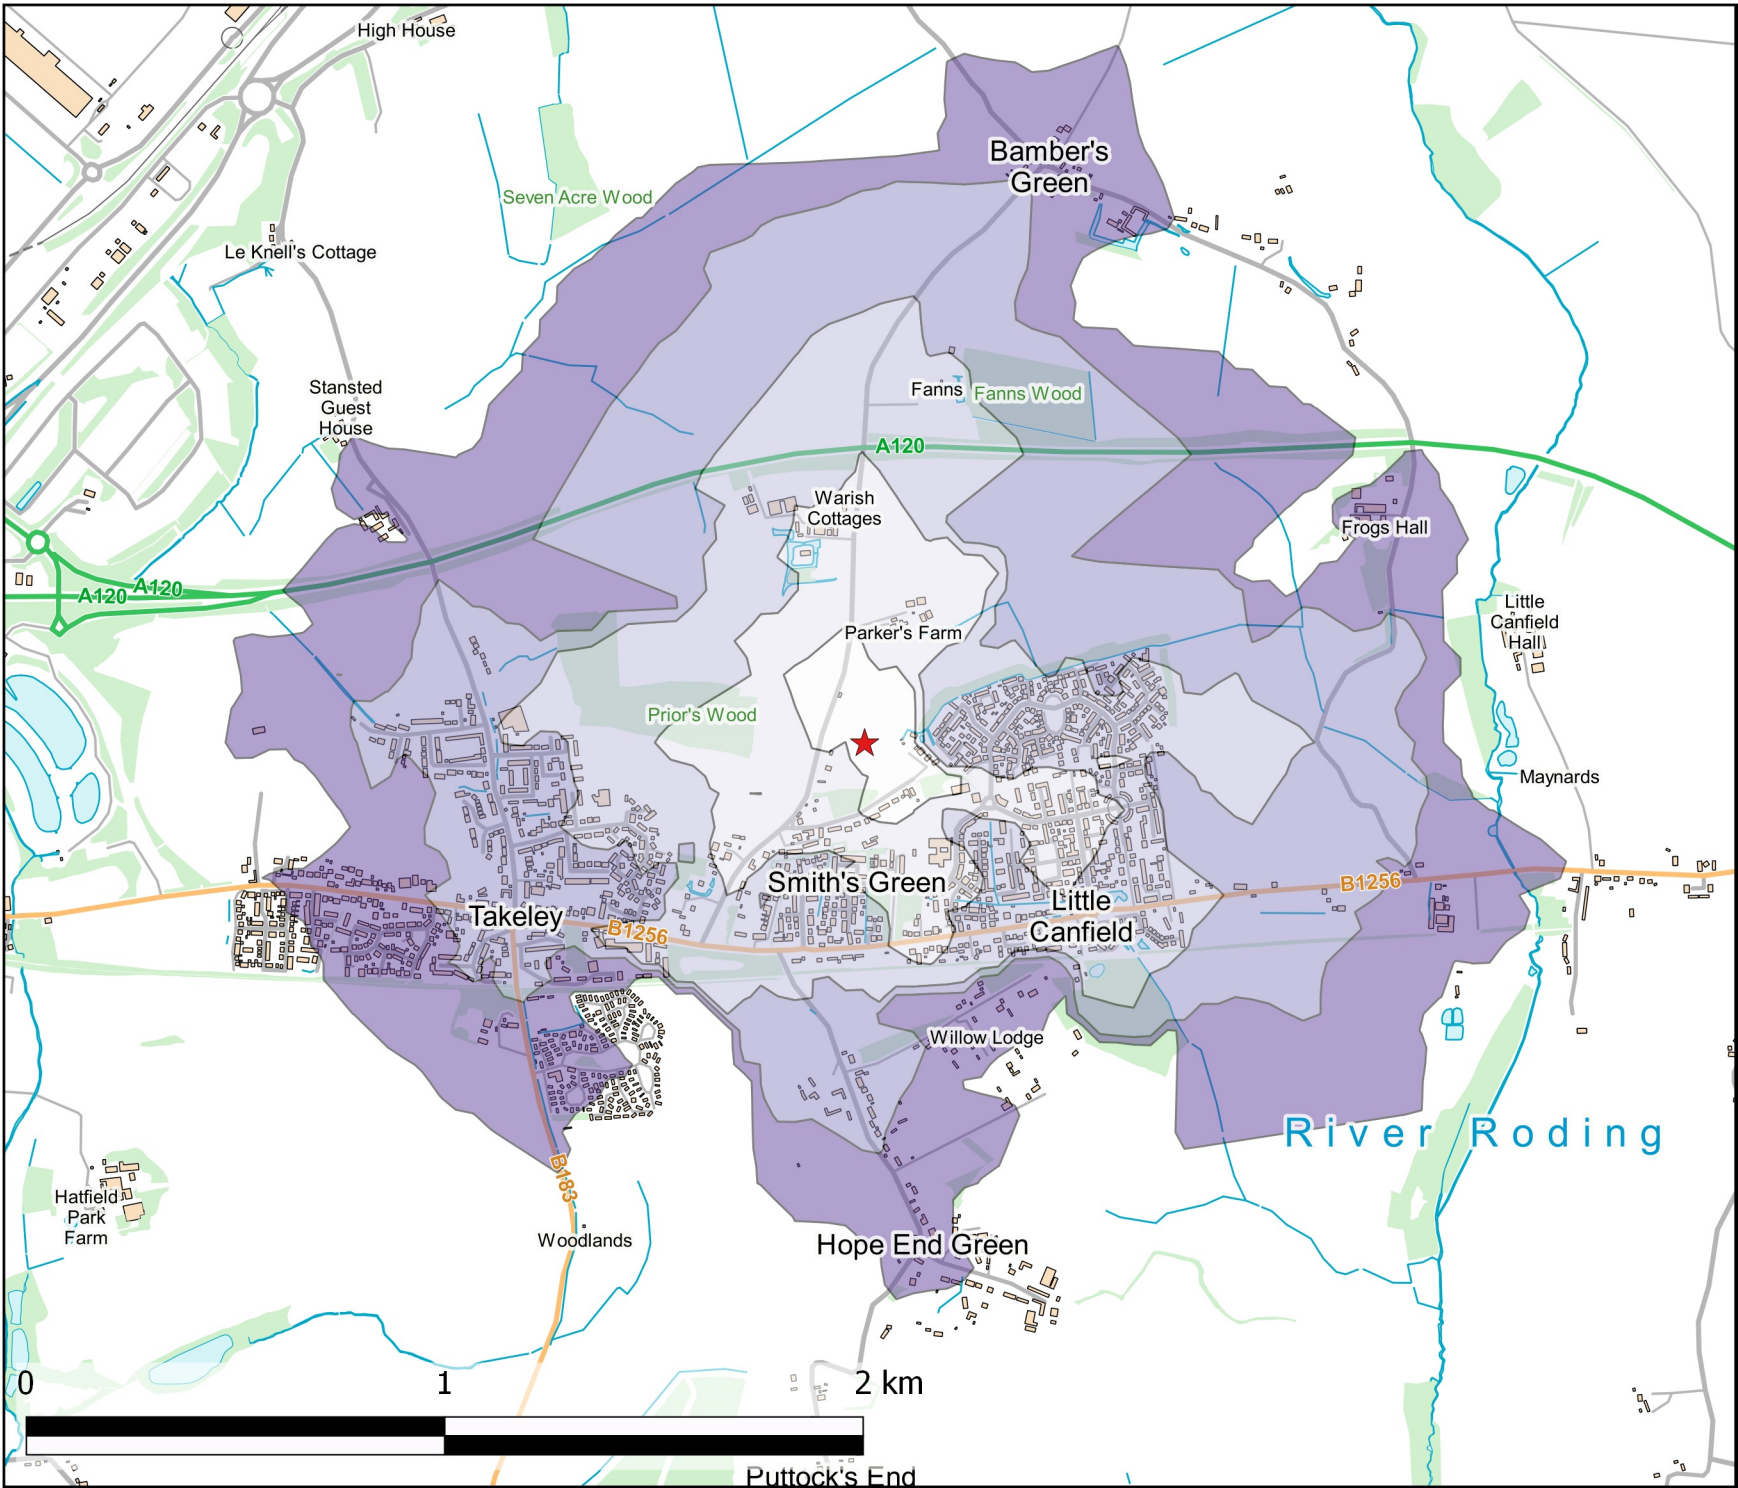 High House
Bamber's
Green
Seven Acre Wood
Le Knell's Cottage
Stansted
Guest
House
Fanns
Fanns Wood
A120
Warish
Cottages
Frogs Hall
A120
A120
Little
Canfield
Hall
Parker's Farm
Prior's Wood
Maynards
Smith's Green
B1256
Little
Canfield
Takeley
B1256
Willow Lodge
River Roding
B183
Hatfield
Park
Farm
Woodlands
Hope End Green
0
1
2 km
Puttock's End